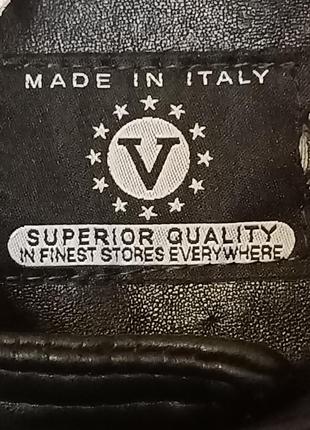 MADE IN ITALY
V
SUPERIOR QUALITY
IN FINEST STORES EVERYWHERE